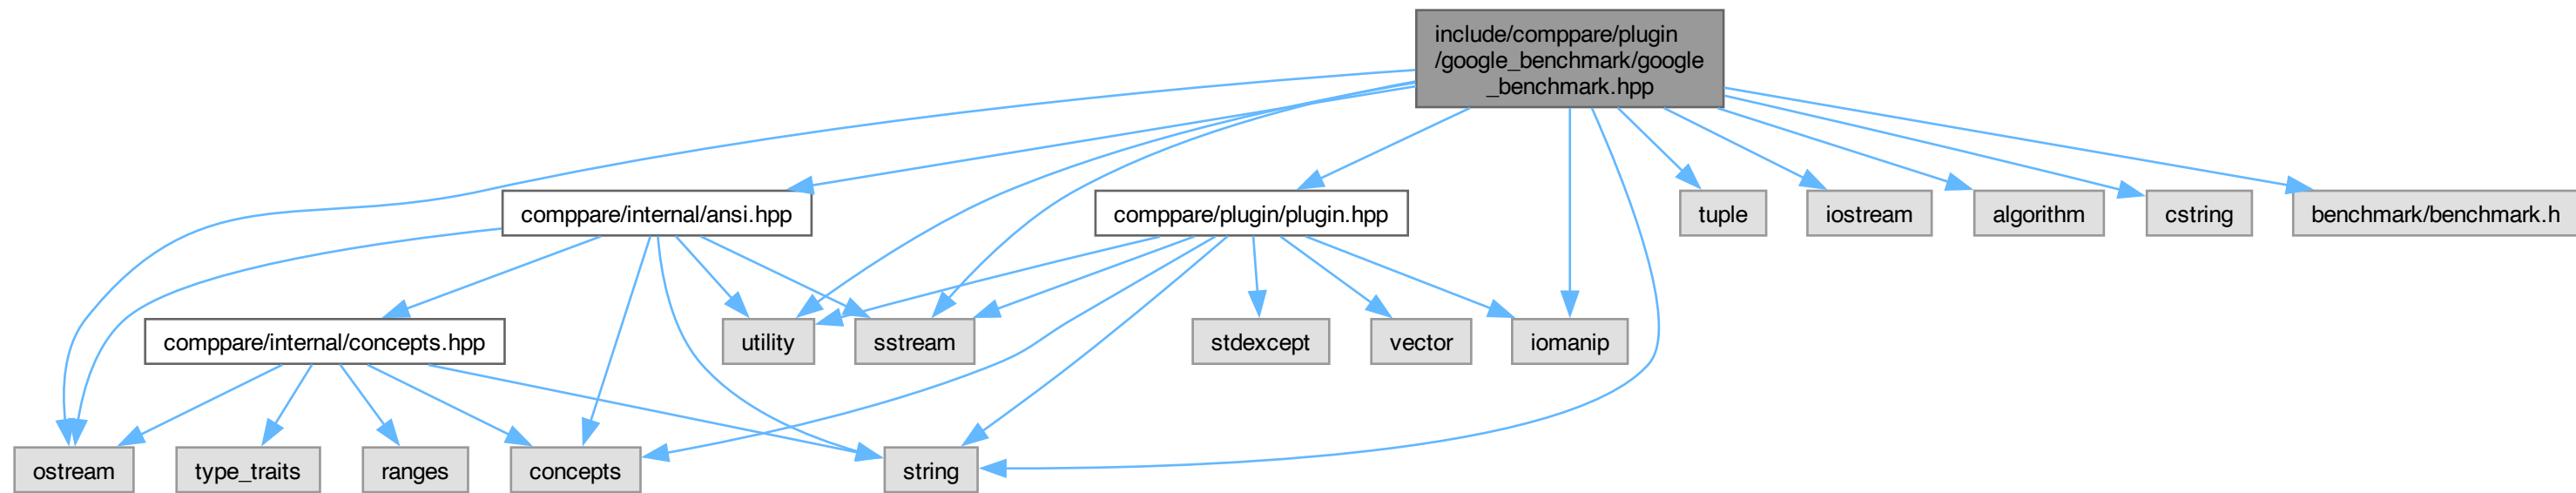 include/comppare/plugin
/google_benchmark/google
_benchmark.hpp
comppare/internal/ansi.hpp
comppare/plugin/plugin.hpp
tuple
iostream
algorithm
cstring
benchmark/benchmark.h
comppare/internal/concepts.hpp
utility
sstream
stdexcept
vector
iomanip
ostream
type_traits
ranges
concepts
string